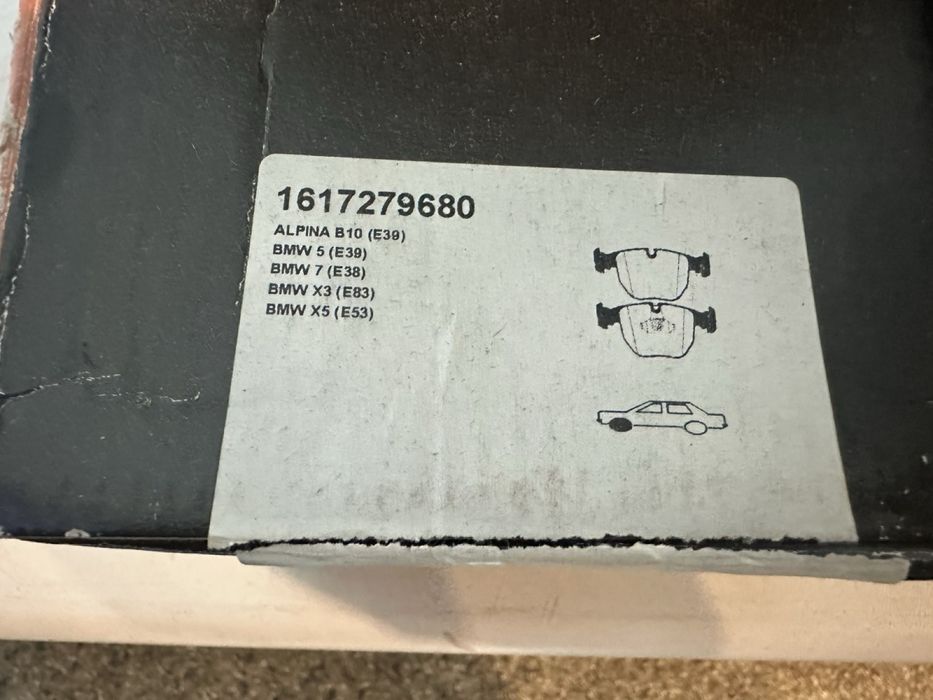 1617279680
ALPINA B10 (E39)
BMW 5 (E39)
BMW 7 (E38)
BMW X3 (E83)
BMW X5 (E53)